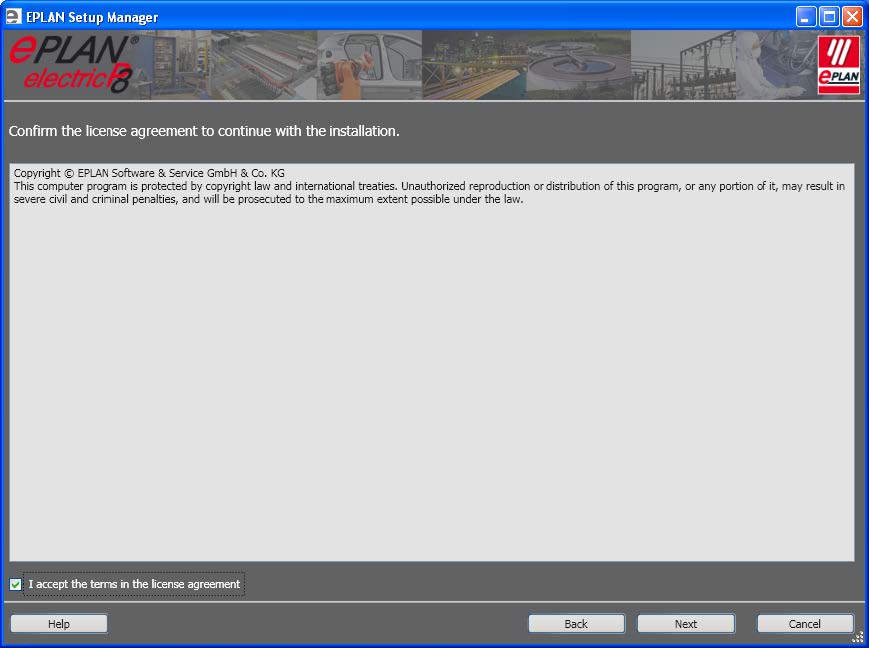 EPLAN Setup Manager
ePLAN®
electric P8
ePLAN
Confirm the license agreement to continue with the installation.
Copyright © EPLAN Software & Service GmbH & Co. KG
This computer program is protected by copyright law and international treaties. Unauthorized reproduction or distribution of this program, or any portion of it, may result in
severe civil and criminal penalties, and will be prosecuted to the maximum extent possible under the law.
I accept the terms in the license agreement
Help
Back
Next
Cancel